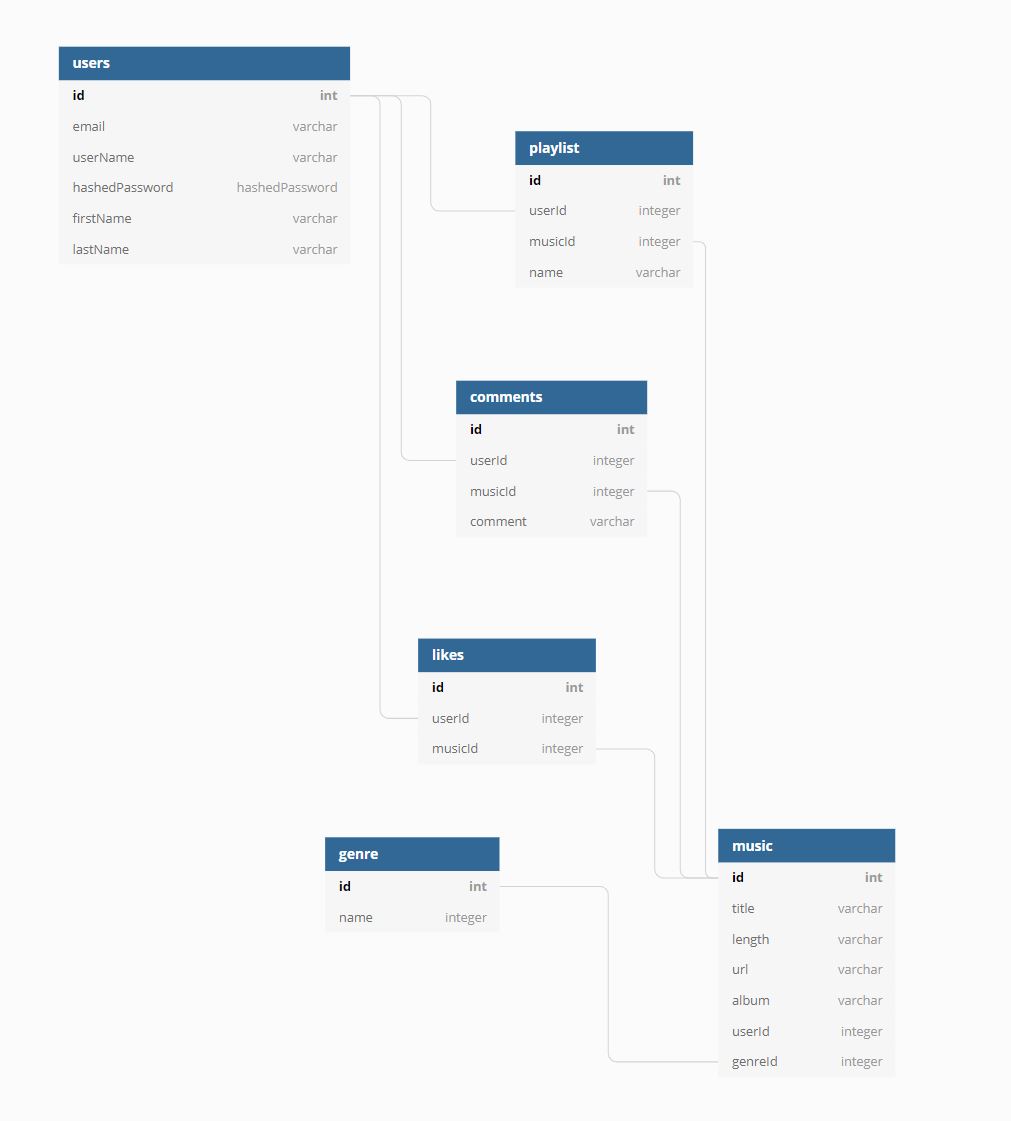 users
id int
email varchar
userName varchar
hashedPassword hashedPassword
firstName varchar
lastName varchar
playlist
id int
userId integer
musicId integer
name varchar
comments
id int
userId integer
musicId integer
comment varchar
likes
id int
userId integer
musicId integer
genre
id int
name integer
music
id int
title varchar
length varchar
url varchar
album varchar
userId integer
genreId integer